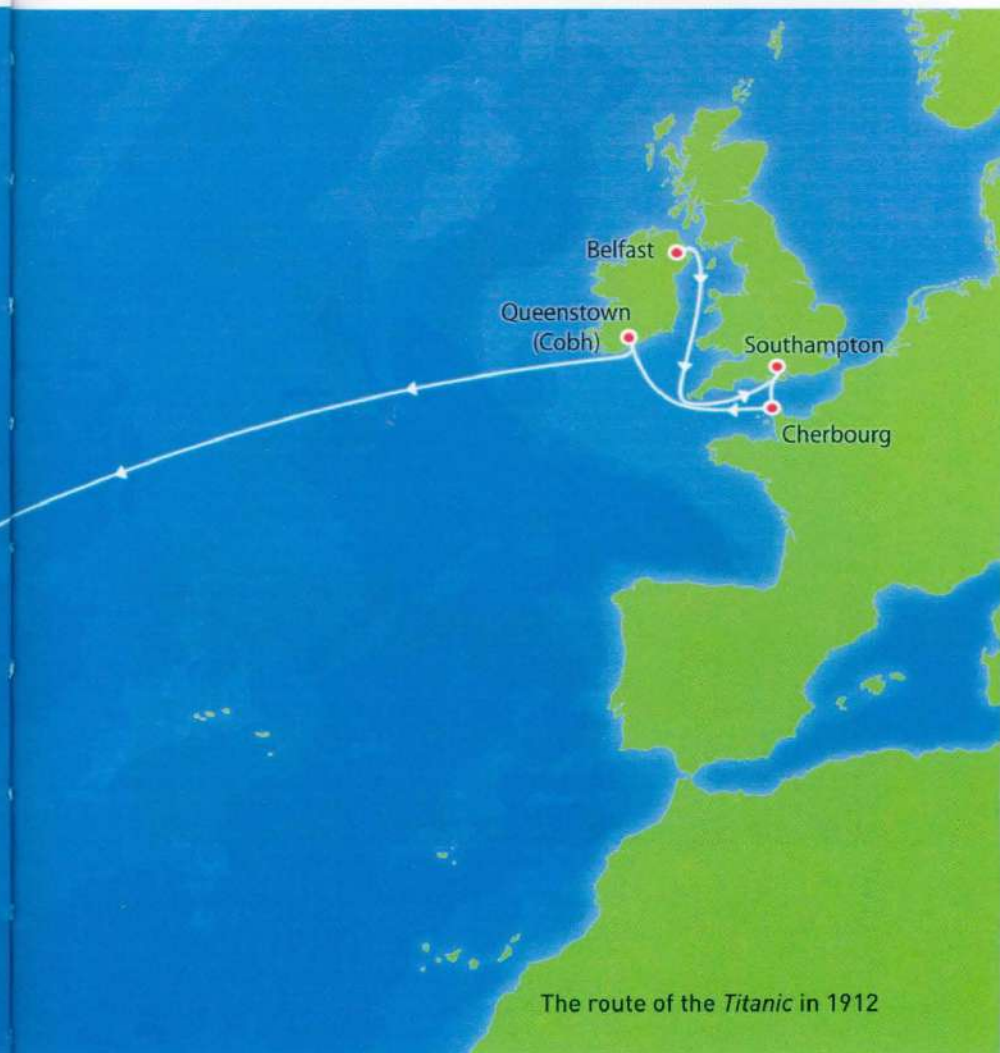 Belfast
Queenstown
(Cobh)
Southampton
Cherbourg
The route of the Titanic in 1912